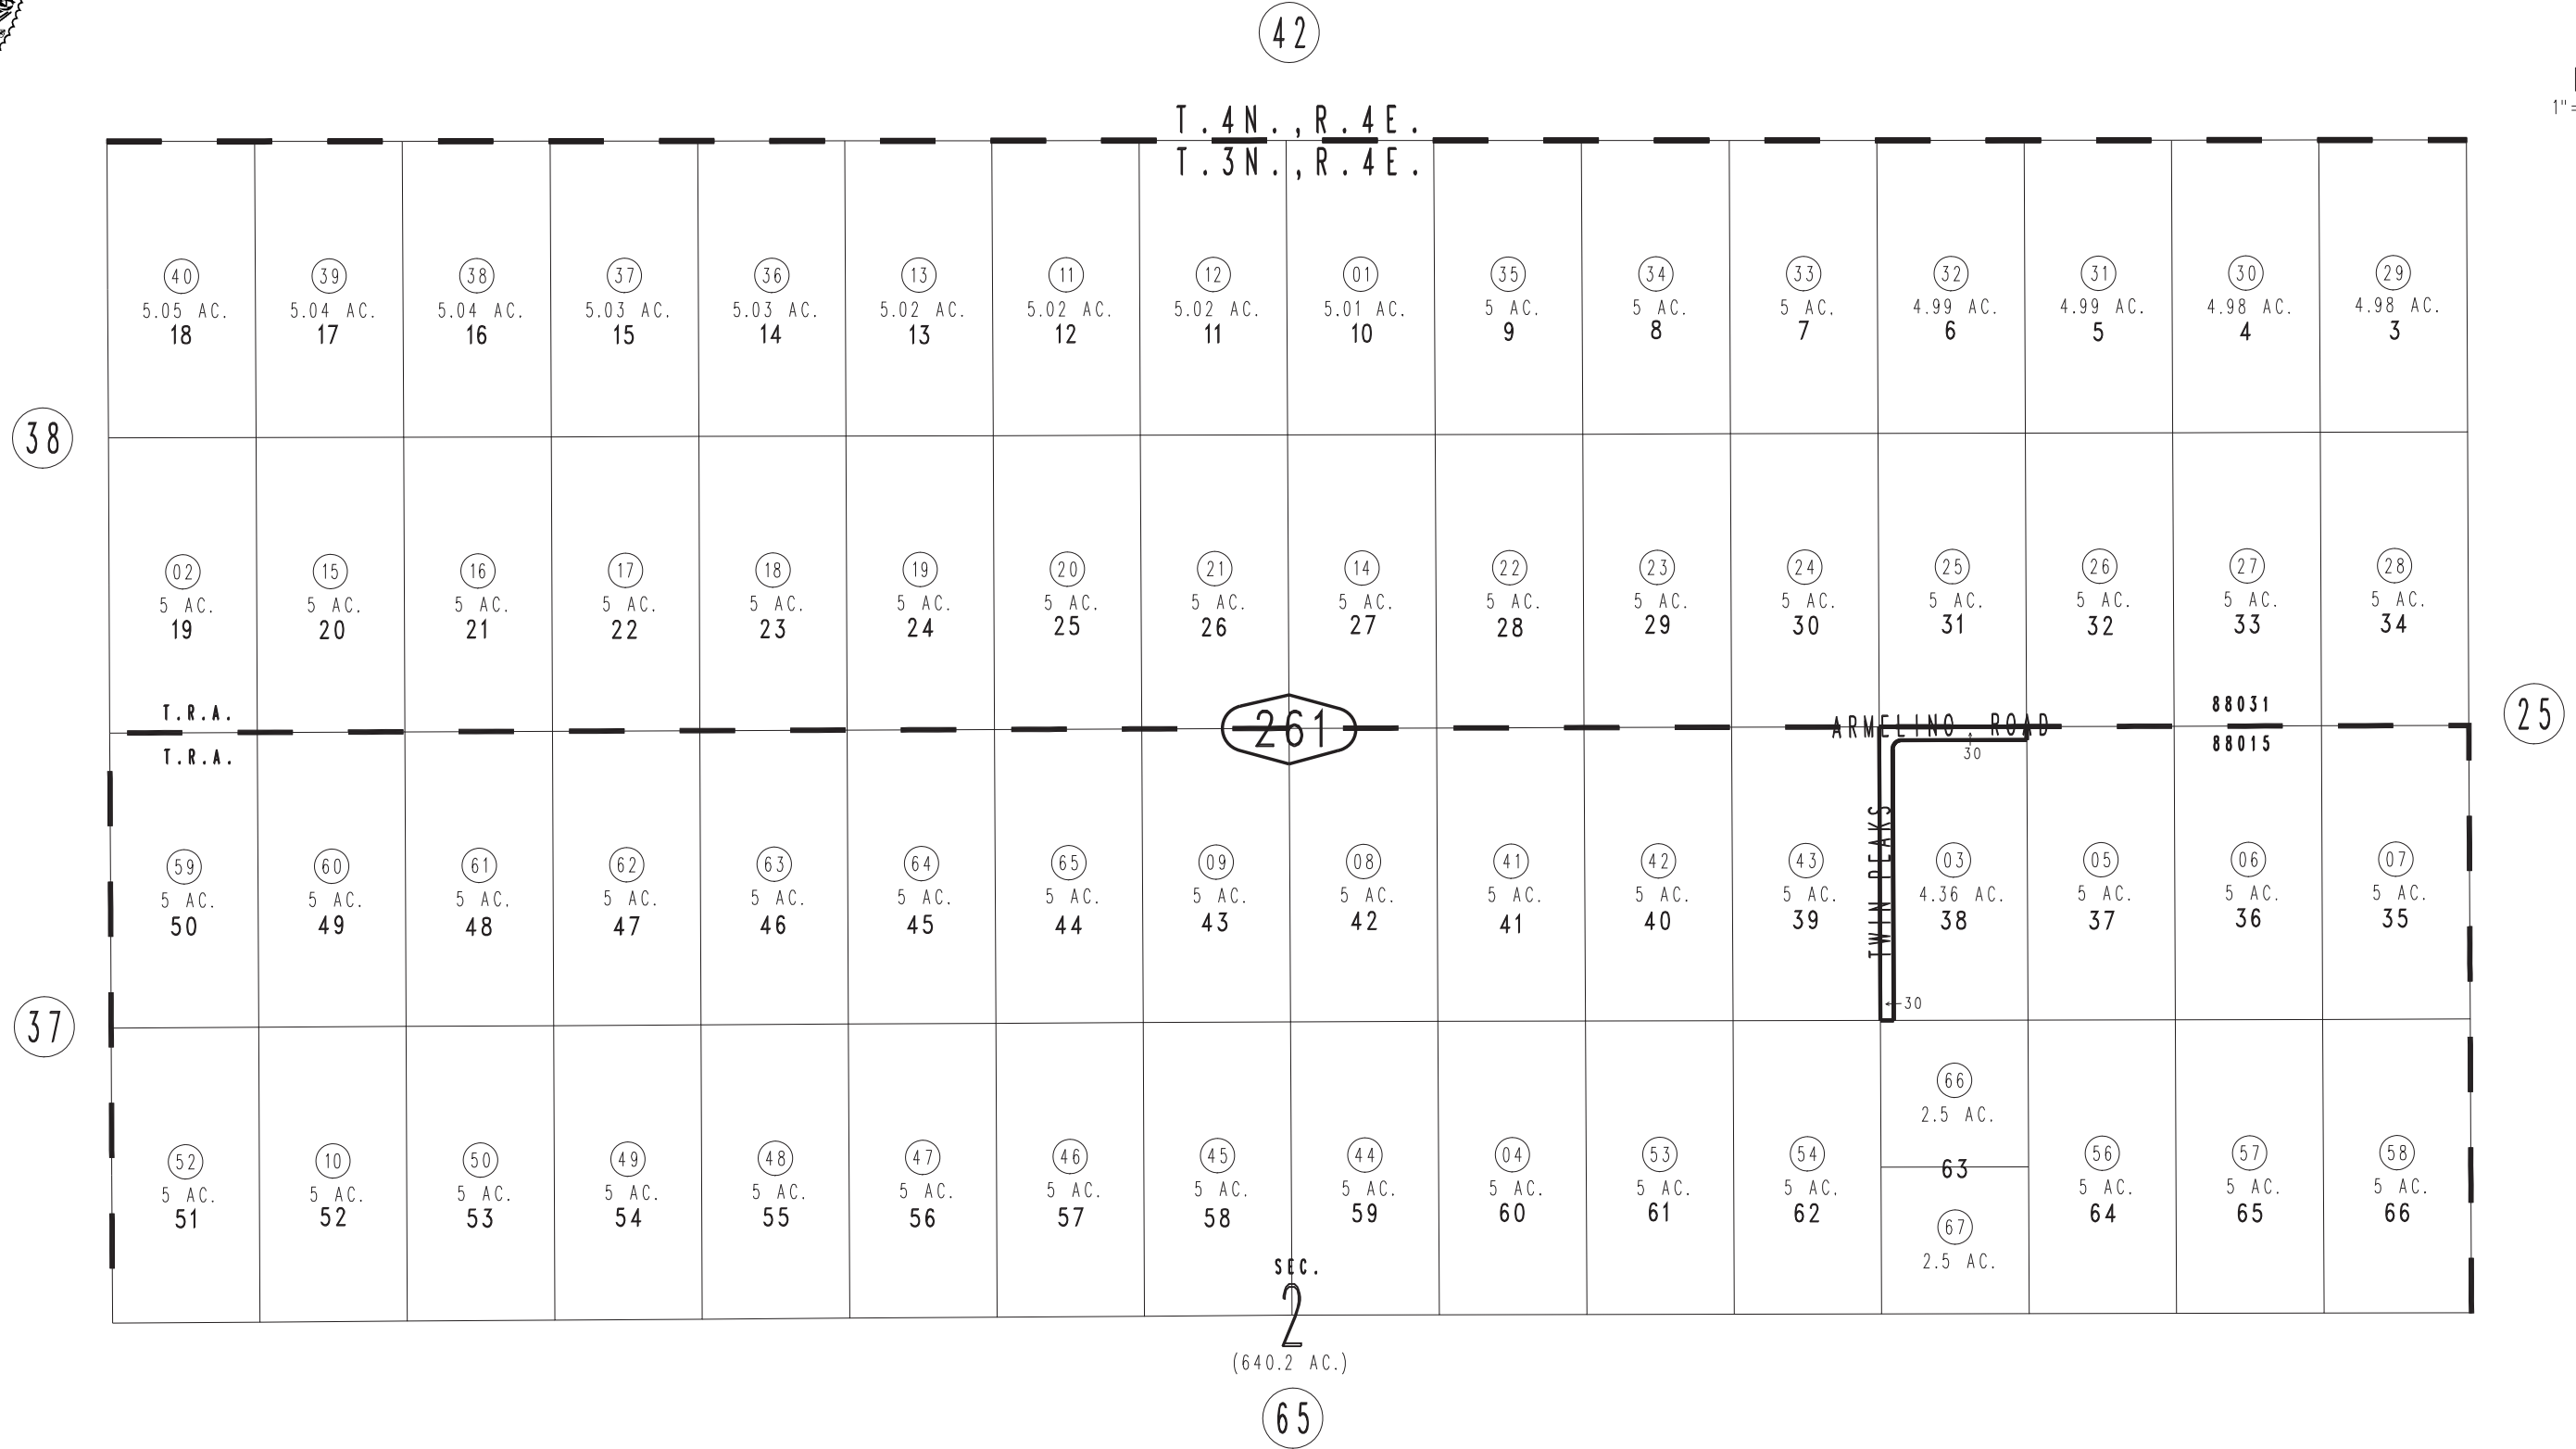 42
1"=
T.4N.,R.4E.
T.3N.,R.4E.
40 39 38 37 36 13 11 12 01 35 34 33 32 31 30 29
5.05 AC. 5.04 AC. 5.04 AC. 5.03 AC. 5.03 AC. 5.02 AC. 5.02 AC. 5.02 AC. 5.01 AC. 5 AC. 5 AC. 5 AC. 4.99 AC. 4.99 AC. 4.98 AC. 4.98 AC.
18 17 16 15 14 13 12 11 10 9 8 7 6 5 4 3
38
02 15 16 17 18 19 20 21 14 22 23 24 25 26 27 28
5 AC. 5 AC. 5 AC. 5 AC. 5 AC. 5 AC. 5 AC. 5 AC. 5 AC. 5 AC. 5 AC. 5 AC. 5 AC. 5 AC. 5 AC. 5 AC.
19 20 21 22 23 24 25 26 27 28 29 30 31 32 33 34
T.R.A. 88031
25
261 ARMELINO ROAD
T.R.A. 88015
30
TWIN PEAKS
59 60 61 62 63 64 65 09 08 41 42 43 03 05 06 07
5 AC. 5 AC. 5 AC. 5 AC. 5 AC. 5 AC. 5 AC. 5 AC. 5 AC. 5 AC. 5 AC. 5 AC. 4.36 AC. 5 AC. 5 AC. 5 AC.
50 49 48 47 46 45 44 43 42 41 40 39 38 37 36 35
30
37
66
2.5 AC.
52 10 50 49 48 47 46 45 44 04 53 54 56 57 58
63
5 AC. 5 AC. 5 AC. 5 AC. 5 AC. 5 AC. 5 AC. 5 AC. 5 AC. 5 AC. 5 AC. 5 AC. 5 AC. 5 AC. 5 AC.
51 52 53 54 55 56 57 58 59 60 61 62 64 65 66
67
2.5 AC.
SEC.
2
(640.2 AC.)
65